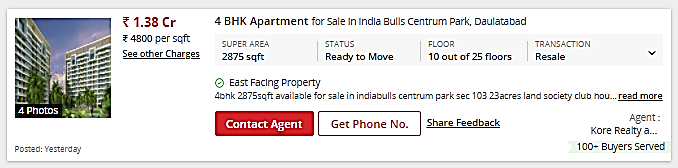 4 Photos
Posted: Yesterday
₹ 1.38 Cr
₹ 4800 per sqft
See other Charges
4 BHK Apartment for Sale in India Bulls Centrum Park, Daulatabad
SUPER AREA
2875 sqft
STATUS
Ready to Move
FLOOR
10 out of 25 floors
TRANSACTION
Resale
East Facing Property
4bhk 2875sqft available for sale in indiabulls centrum park sec 103 23acres land society club hou... read more
Contact Agent
Get Phone No.
Share Feedback
Agent :
Kore Realty a...
100+ Buyers Served